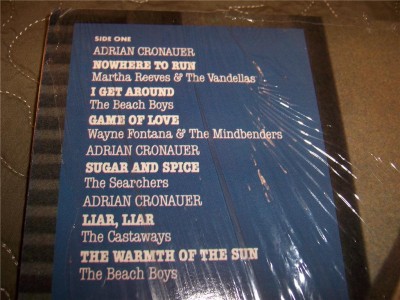 SIDE ONE
ADRIAN CRONAUER
NOWHERE TO RUN
Martha Reeves & The Vandellas
I GET AROUND
The Beach Boys
GAME OF LOVE
Wayne Fontana & The Mindbenders
ADRIAN CRONAUER
SUGAR AND SPICE
The Searchers
ADRIAN CRONAUER
LIAR, LIAR
The Castaways
THE WARMTH OF THE SUN
The Beach Boys